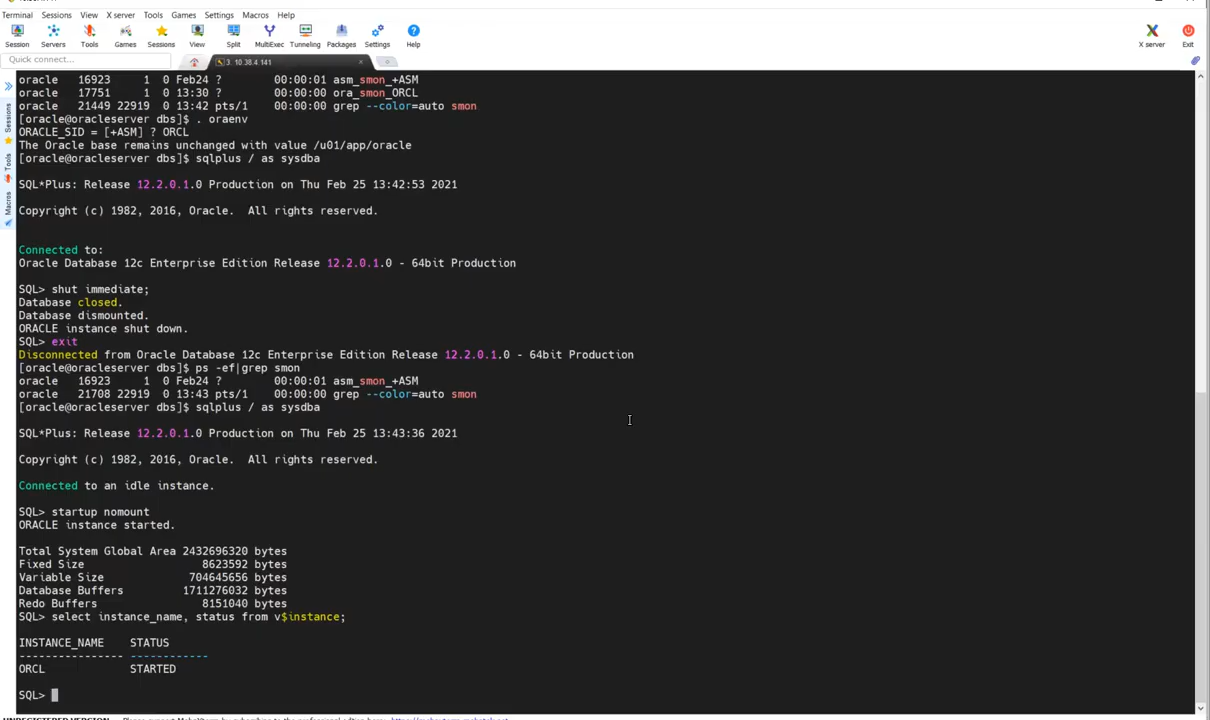 Terminal Sessions View X server Tools Games Settings Macros Help
Session Servers Tools Games Sessions View Split MultiExec Tunneling Packages Settings Help X server Exit
Quick connect...
3. 10.38.4.141
Sessions
Tools
Macros
oracle   16923     1  0 Feb24 ?        00:00:01 asm_smon_+ASM
oracle   17751     1  0 13:30 ?        00:00:00 ora_smon_ORCL
oracle   21449 22919  0 13:42 pts/1    00:00:00 grep --color=auto smon
[oracle@oracleserver dbs]$ . oraenv
ORACLE_SID = [+ASM] ? ORCL
The Oracle base remains unchanged with value /u01/app/oracle
[oracle@oracleserver dbs]$ sqlplus / as sysdba
SQL*Plus: Release 12.2.0.1.0 Production on Thu Feb 25 13:42:53 2021
Copyright (c) 1982, 2016, Oracle.  All rights reserved.
Connected to:
Oracle Database 12c Enterprise Edition Release 12.2.0.1.0 - 64bit Production
SQL> shut immediate;
Database closed.
Database dismounted.
ORACLE instance shut down.
SQL> exit
Disconnected from Oracle Database 12c Enterprise Edition Release 12.2.0.1.0 - 64bit Production
[oracle@oracleserver dbs]$ ps -ef|grep smon
oracle   16923     1  0 Feb24 ?        00:00:01 asm_smon_+ASM
oracle   21708 22919  0 13:43 pts/1    00:00:00 grep --color=auto smon
[oracle@oracleserver dbs]$ sqlplus / as sysdba
SQL*Plus: Release 12.2.0.1.0 Production on Thu Feb 25 13:43:36 2021
Copyright (c) 1982, 2016, Oracle.  All rights reserved.
Connected to an idle instance.
SQL> startup nomount
ORACLE instance started.
Total System Global Area 2432696320 bytes
Fixed Size                  8623592 bytes
Variable Size             704645656 bytes
Database Buffers         1711276032 bytes
Redo Buffers                8151040 bytes
SQL> select instance_name, status from v$instance;
INSTANCE_NAME    STATUS
---------------- ------------
ORCL             STARTED
SQL>